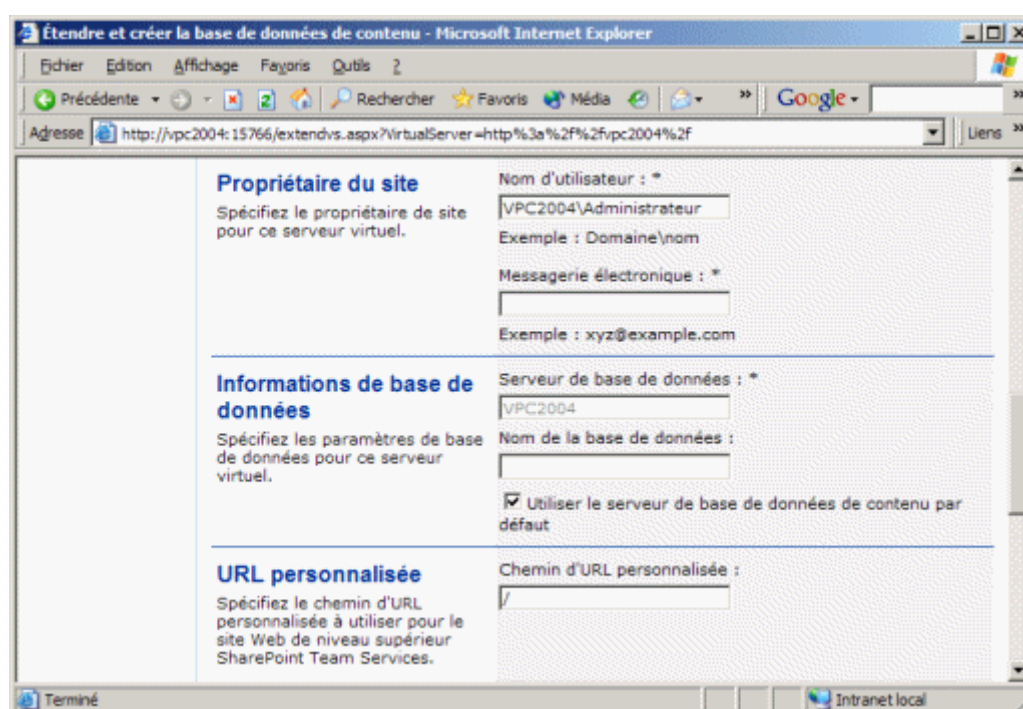 Étendre et créer la base de données de contenu - Microsoft Internet Explorer
Fichier Edition Affichage Favoris Outils ?
Précédente Rechercher Favoris Média Google
Adresse http://vpc2004:15766/extendvs.aspx?VirtualServer=http%3a%2f%2fvpc2004%2f Liens
Propriétaire du site
Spécifiez le propriétaire de site
pour ce serveur virtuel.
Nom d'utilisateur : *
VPC2004\Administrateur
Exemple : Domaine\nom
Messagerie électronique : *
Exemple : xyz@example.com
Informations de base de
données
Spécifiez les paramètres de base
de données pour ce serveur
virtuel.
Serveur de base de données : *
VPC2004
Nom de la base de données :
Utiliser le serveur de base de données de contenu par
défaut
URL personnalisée
Spécifiez le chemin d'URL
personnalisée à utiliser pour le
site Web de niveau supérieur
SharePoint Team Services.
Chemin d'URL personnalisée :
/
Terminé Intranet local